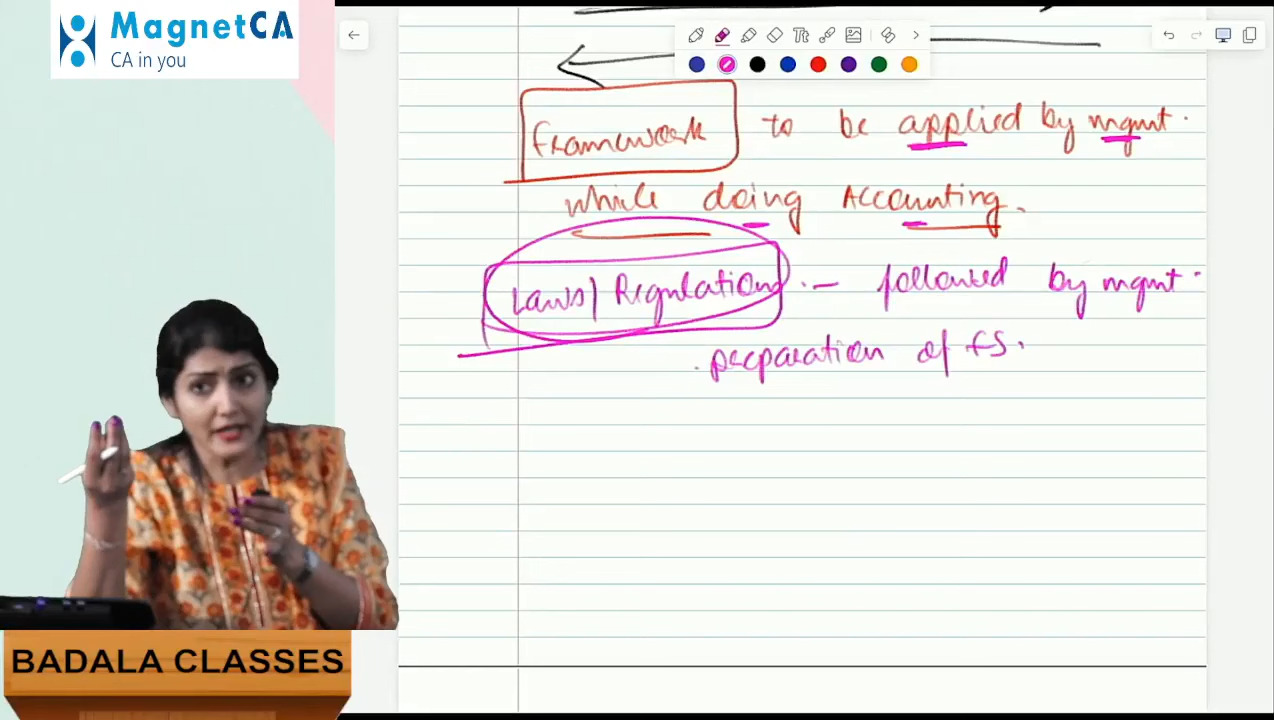 MagnetCA
CA in you
Framework to be applied by mgmt.
while doing Accounting.
Laws/Regulation. - followed by mgmt.
preparation of FS.
BADALA CLASSES